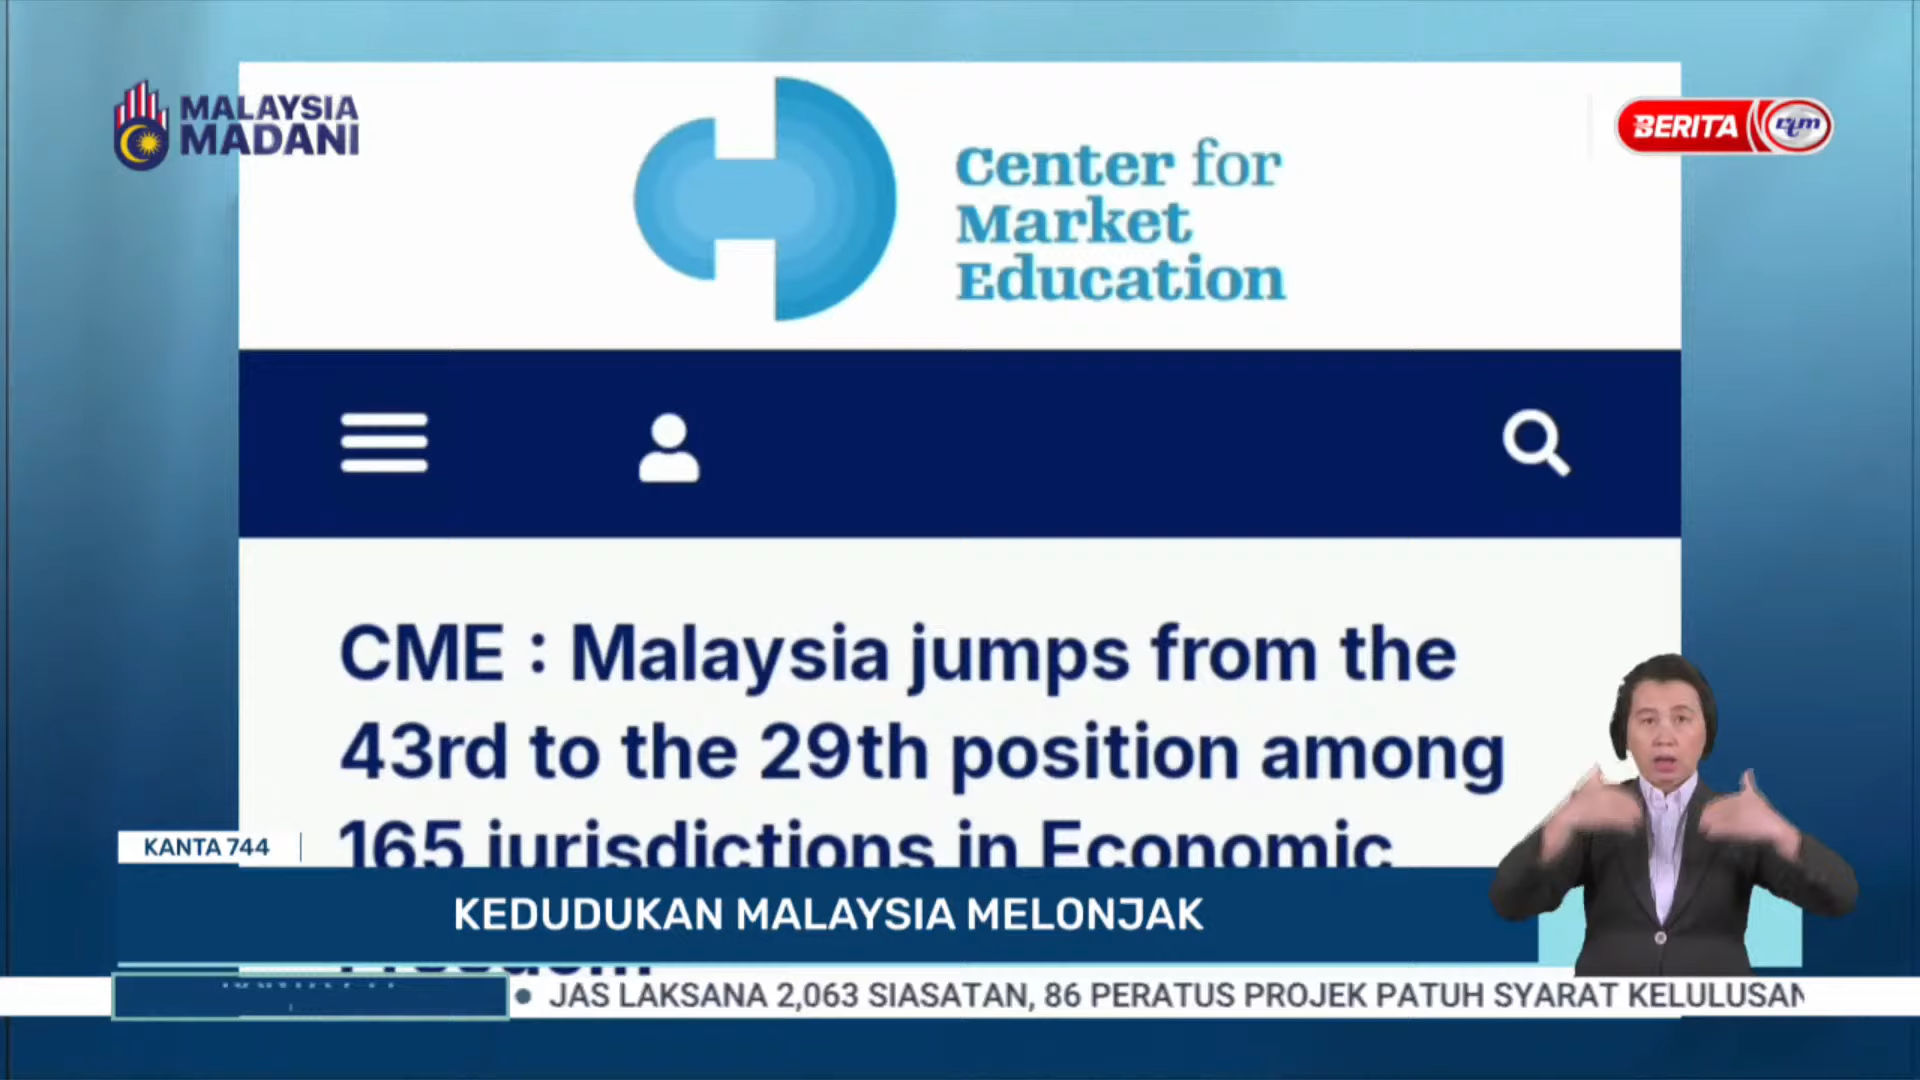 MALAYSIA
MADANI
BERITA rtm
Center for
Market
Education
CME : Malaysia jumps from the
43rd to the 29th position among
165 jurisdictions in Economic
KANTA 744
KEDUDUKAN MALAYSIA MELONJAK
JAS LAKSANA 2,063 SIASATAN, 86 PERATUS PROJEK PATUH SYARAT KELULUSAN